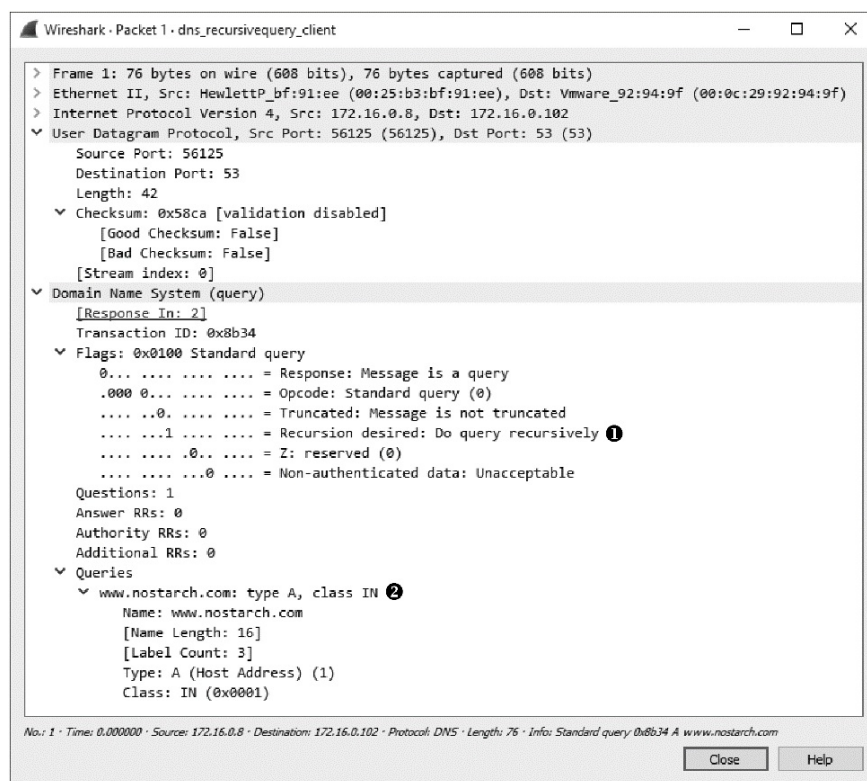 Wireshark · Packet 1 · dns_recursivequery_client
Frame 1: 76 bytes on wire (608 bits), 76 bytes captured (608 bits)
Ethernet II, Src: HewlettP_bf:91:ee (00:25:b3:bf:91:ee), Dst: Vmware_92:94:9f (00:0c:29:92:94:9f)
Internet Protocol Version 4, Src: 172.16.0.8, Dst: 172.16.0.102
User Datagram Protocol, Src Port: 56125 (56125), Dst Port: 53 (53)
Source Port: 56125
Destination Port: 53
Length: 42
Checksum: 0x58ca [validation disabled]
[Good Checksum: False]
[Bad Checksum: False]
[Stream index: 0]
Domain Name System (query)
[Response In: 2]
Transaction ID: 0x8b34
Flags: 0x0100 Standard query
0... .... .... .... = Response: Message is a query
.000 0... .... .... = Opcode: Standard query (0)
.... ..0. .... .... = Truncated: Message is not truncated
.... ...1 .... .... = Recursion desired: Do query recursively ❶
.... .... .0.. .... = Z: reserved (0)
.... .... ...0 .... = Non-authenticated data: Unacceptable
Questions: 1
Answer RRs: 0
Authority RRs: 0
Additional RRs: 0
Queries
www.nostarch.com: type A, class IN ❷
Name: www.nostarch.com
[Name Length: 16]
[Label Count: 3]
Type: A (Host Address) (1)
Class: IN (0x0001)
No.: 1 · Time: 0.000000 · Source: 172.16.0.8 · Destination: 172.16.0.102 · Protocol: DNS · Length: 76 · Info: Standard query 0x8b34 A www.nostarch.com
Close Help